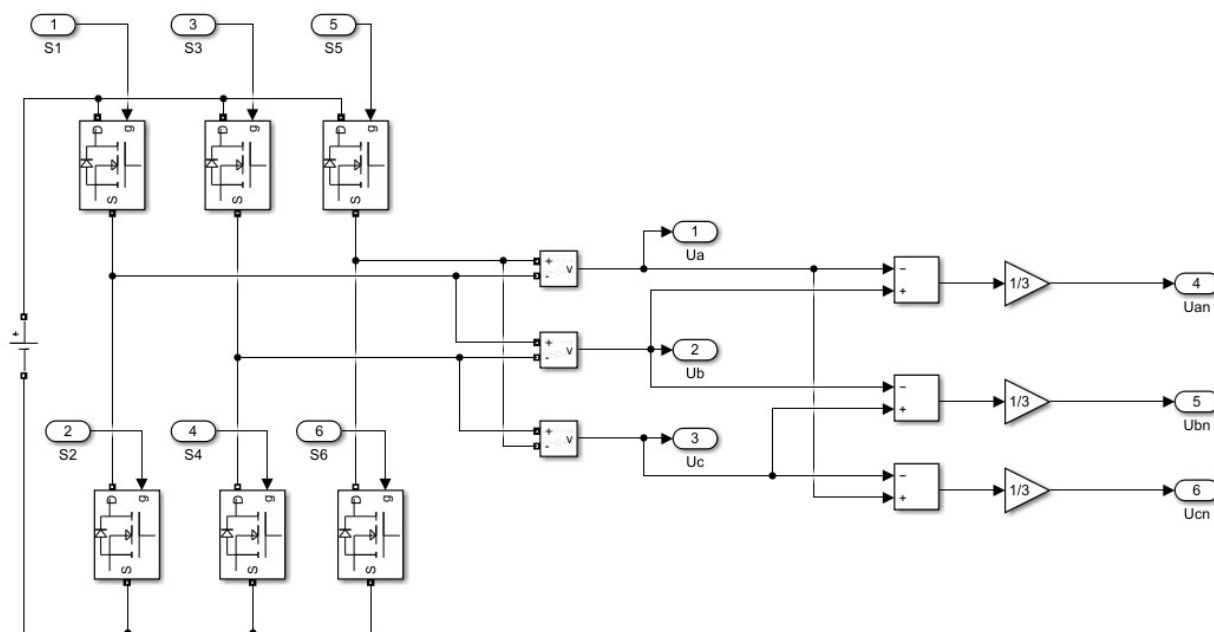 1
S1
3
S3
5
S5
D
g
S
D
g
S
D
g
S
+
-
v
1
Ua
+
-
v
2
Ub
+
-
v
3
Uc
−
+
1/3
4
Uan
−
+
1/3
5
Ubn
−
+
1/3
6
Ucn
+
2
S2
4
S4
6
S6
D
g
S
D
g
S
D
g
S